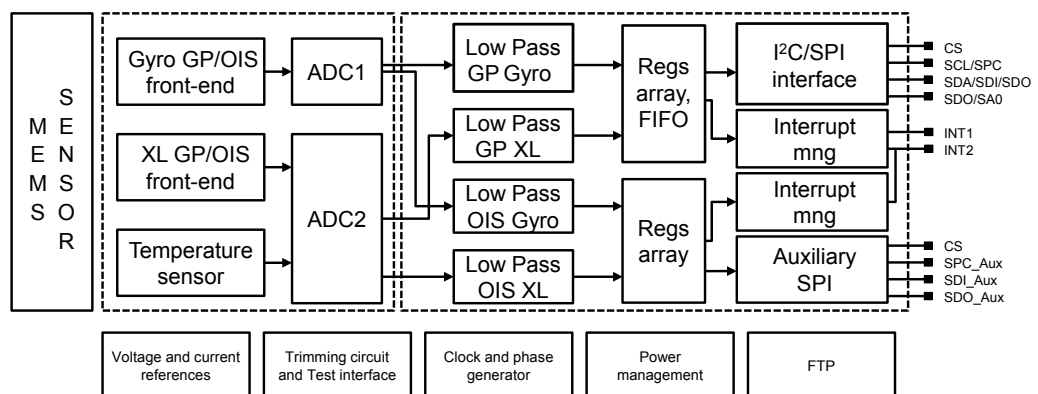 MEMS
SENSOR
Gyro GP/OIS
front-end
XL GP/OIS
front-end
Temperature
sensor
ADC1
ADC2
Low Pass
GP Gyro
Low Pass
GP XL
Low Pass
OIS Gyro
Low Pass
OIS XL
Regs
array,
FIFO
Regs
array
I²C/SPI
interface
Interrupt
mng
Interrupt
mng
Auxiliary
SPI
CS
SCL/SPC
SDA/SDI/SDO
SDO/SA0
INT1
INT2
CS
SPC_Aux
SDI_Aux
SDO_Aux
Voltage and current
references
Trimming circuit
and Test interface
Clock and phase
generator
Power
management
FTP